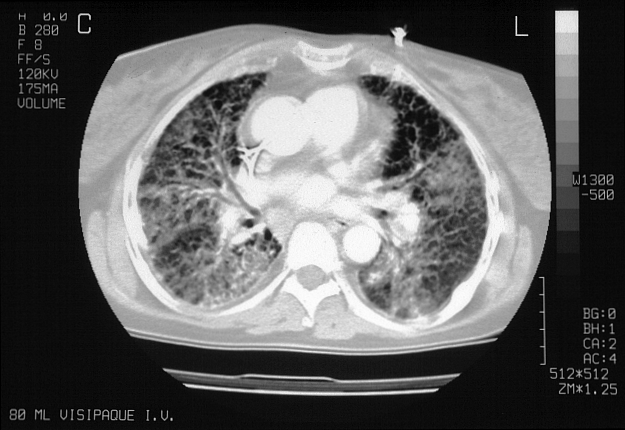 H 0.0
B 280
F 8
FF/S
120KV
175MA
VOLUME
C
L
W1300
-500
BG:0
BH:1
CA:2
AC:4
512*512
ZM*1.25
80 ML VISIPAQUE I.V.